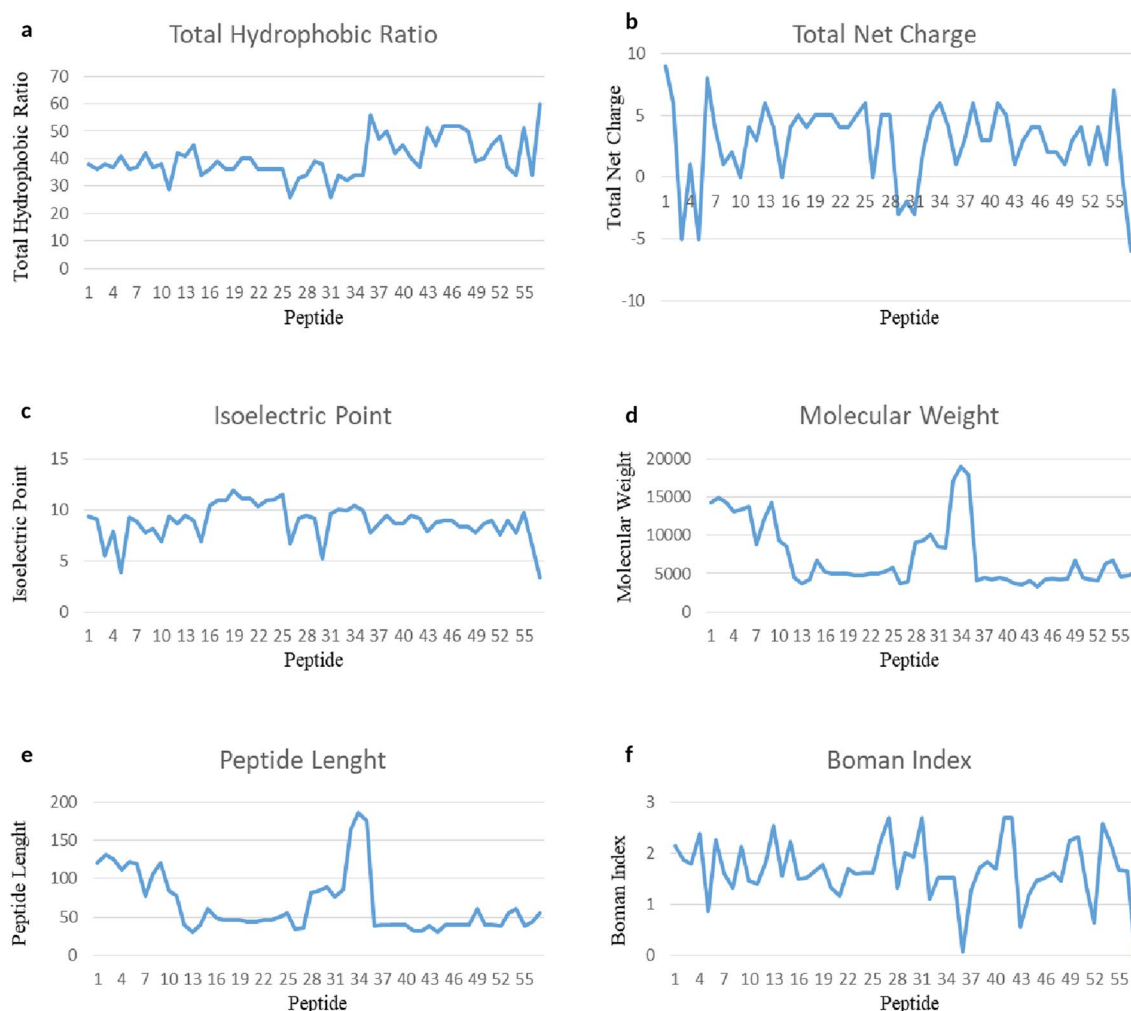 a
Total Hydrophobic Ratio
Total Hydrophobic Ratio
70
60
50
40
30
20
10
0
1 4 7 10 13 16 19 22 25 28 31 34 37 40 43 46 49 52 55
Peptide
b
Total Net Charge
Total Net Charge
10
5
0
-5
-10
1 4 7 10 13 16 19 22 25 28 31 34 37 40 43 46 49 52 55
Peptide
c
Isoelectric Point
Isoelectric Point
15
10
5
0
1 4 7 10 13 16 19 22 25 28 31 34 37 40 43 46 49 52 55
Peptide
d
Molecular Weight
Molecular Weight
20000
15000
10000
5000
0
1 4 7 10 13 16 19 22 25 28 31 34 37 40 43 46 49 52 55
Peptide
e
Peptide Lenght
Peptide Lenght
200
150
100
50
0
1 4 7 10 13 16 19 22 25 28 31 34 37 40 43 46 49 52 55
Peptide
f
Boman Index
Boman Index
3
2
1
0
1 4 7 10 13 16 19 22 25 28 31 34 37 40 43 46 49 52 55
Peptide